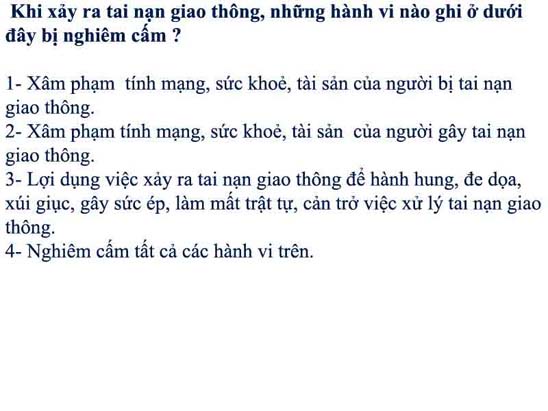 Khi xảy ra tai nạn giao thông, những hành vi nào ghi ở dưới
đây bị nghiêm cấm ?
1- Xâm phạm tính mạng, sức khoẻ, tài sản của người bị tai nạn
giao thông.
2- Xâm phạm tính mạng, sức khoẻ, tài sản của người gây tai nạn
giao thông.
3- Lợi dụng việc xảy ra tai nạn giao thông để hành hung, đe dọa,
xúi giục, gây sức ép, làm mất trật tự, cản trở việc xử lý tai nạn giao
thông.
4- Nghiêm cấm tất cả các hành vi trên.